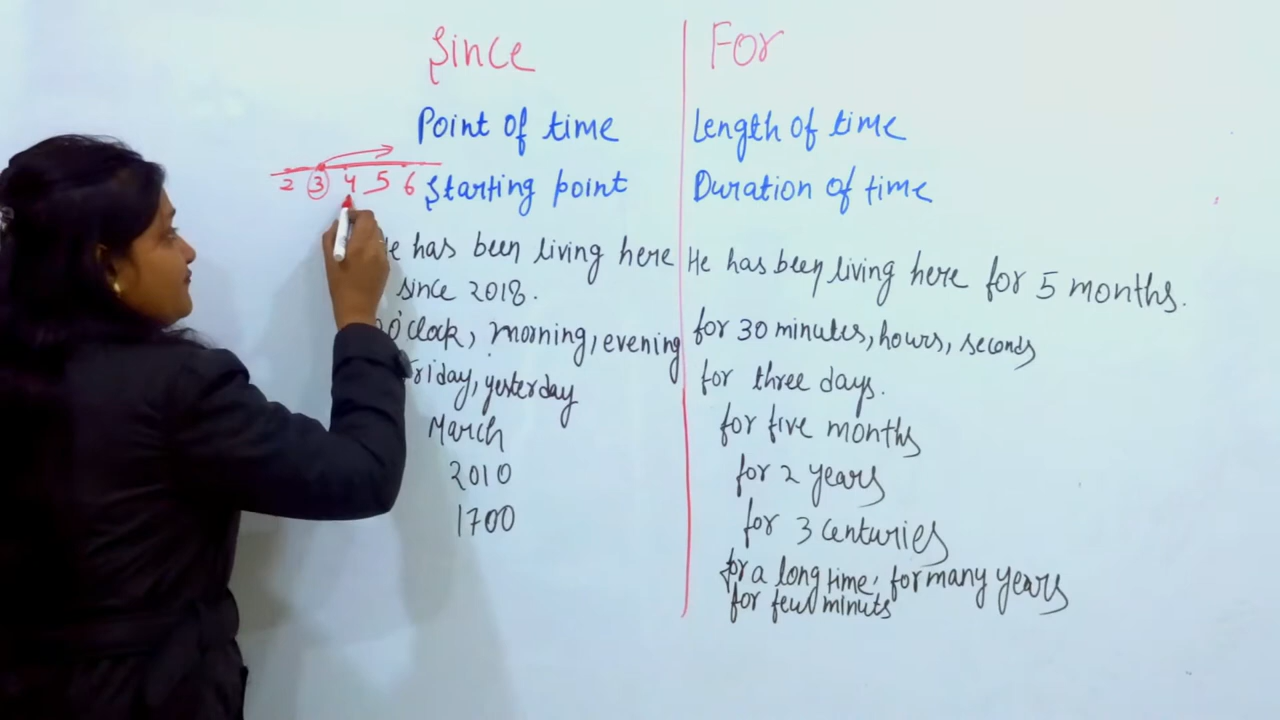 Since
Point of time
2 3 4 5 6
Starting point
has been living here
since 2018.
o'clock, morning, evening
Friday, yesterday
March
2010
1700
For
Length of time
Duration of time
He has been living here for 5 months.
for 30 minutes, hours, seconds
for three days.
for five months
for 2 years
for 3 centuries
for a long time, for many years
for few minuts